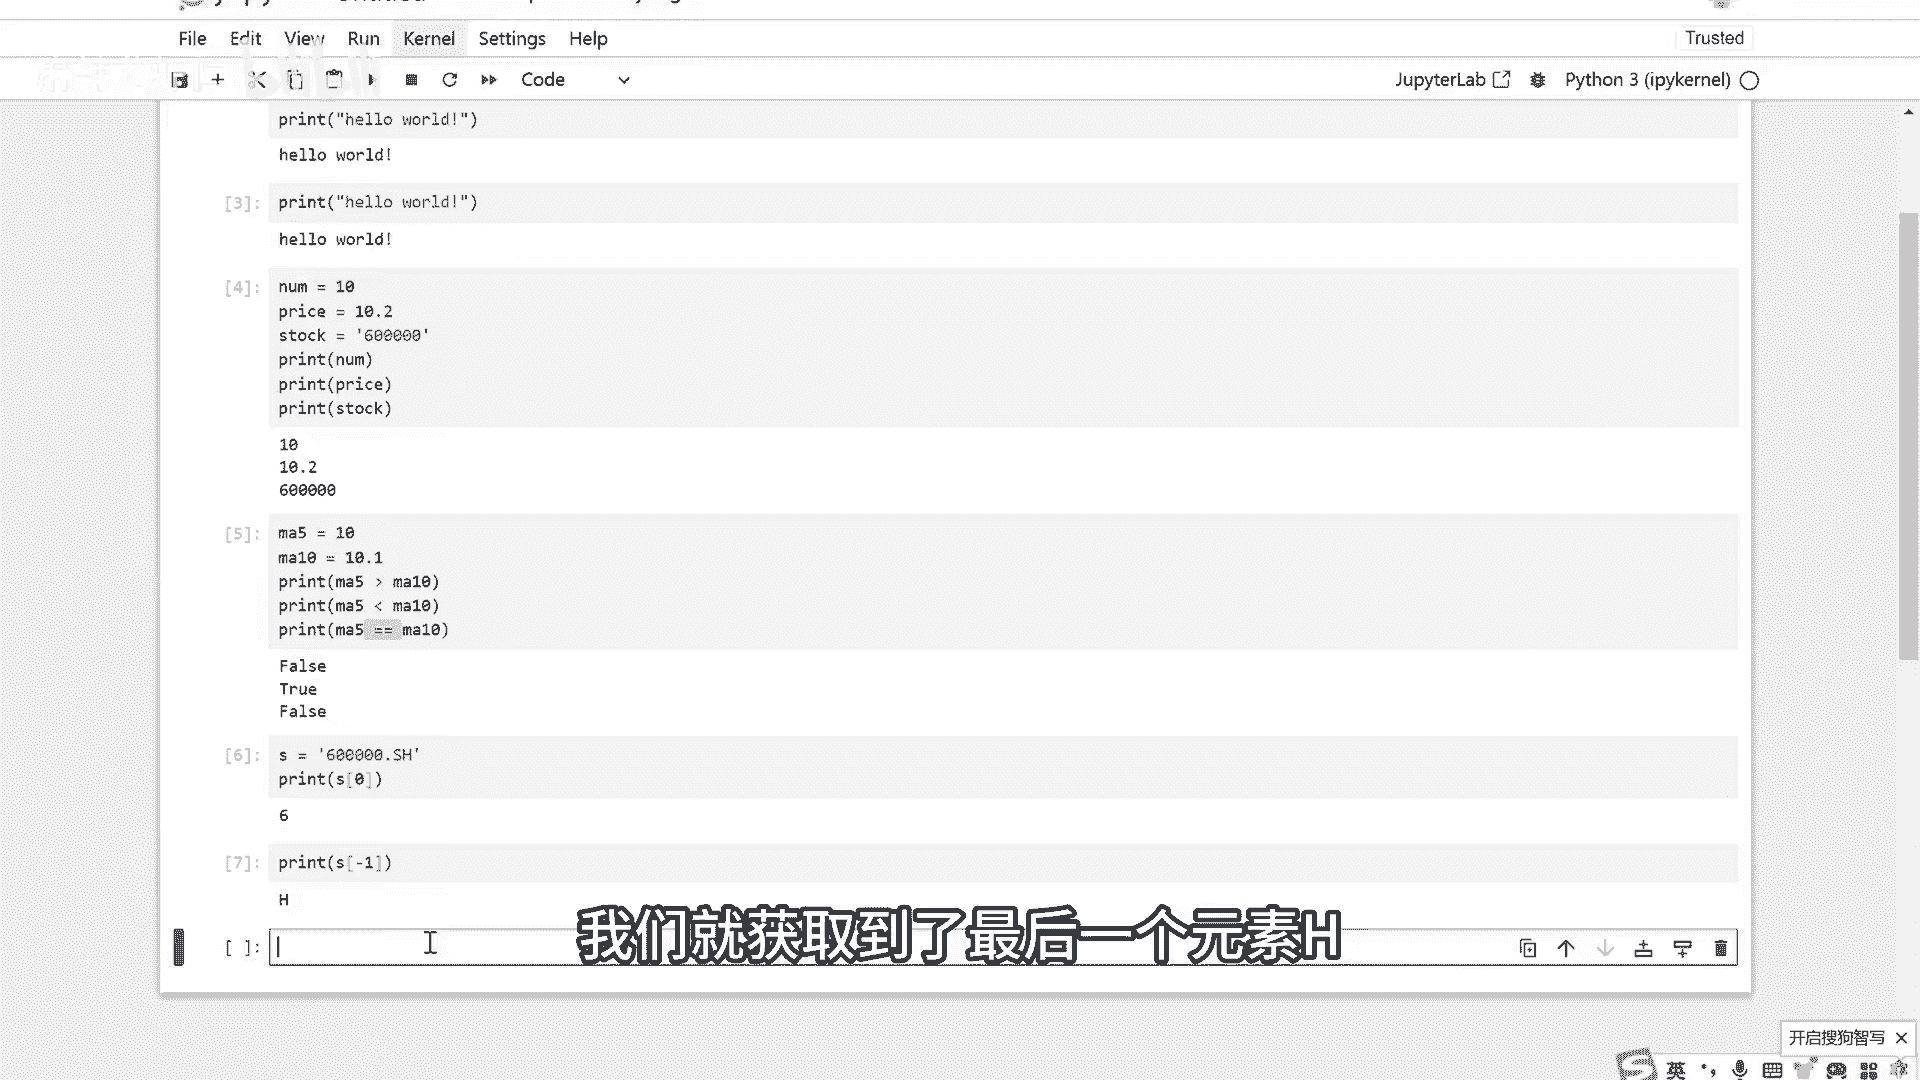 File Edit View Run Kernel Settings Help
Trusted
Code
JupyterLab
Python 3 (ipykernel)
print("hello world!")
hello world!
[3]:
print("hello world!")
hello world!
[4]:
num = 10
price = 10.2
stock = '600000'
print(num)
print(price)
print(stock)
10
10.2
600000
[5]:
ma5 = 10
ma10 = 10.1
print(ma5 > ma10)
print(ma5 < ma10)
print(ma5 == ma10)
False
True
False
[6]:
s = '600000.SH'
print(s[0])
6
[7]:
print(s[-1])
H
[ ]:
我们就获取到了最后一个元素H
开启搜狗智写
英